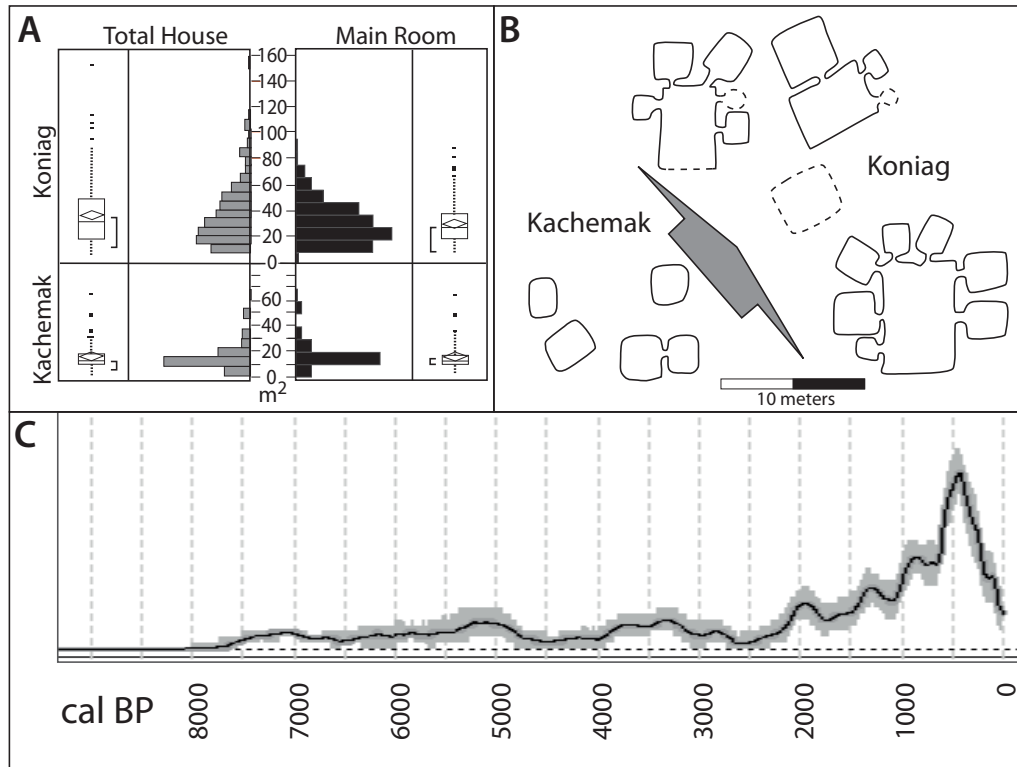 A
Total House
Main Room
Koniag
160
140
120
100
80
60
40
20
0
Kachemak
60
40
20
0
m²
B
Koniag
Kachemak
10 meters
C
cal BP
8000
7000
6000
5000
4000
3000
2000
1000
0